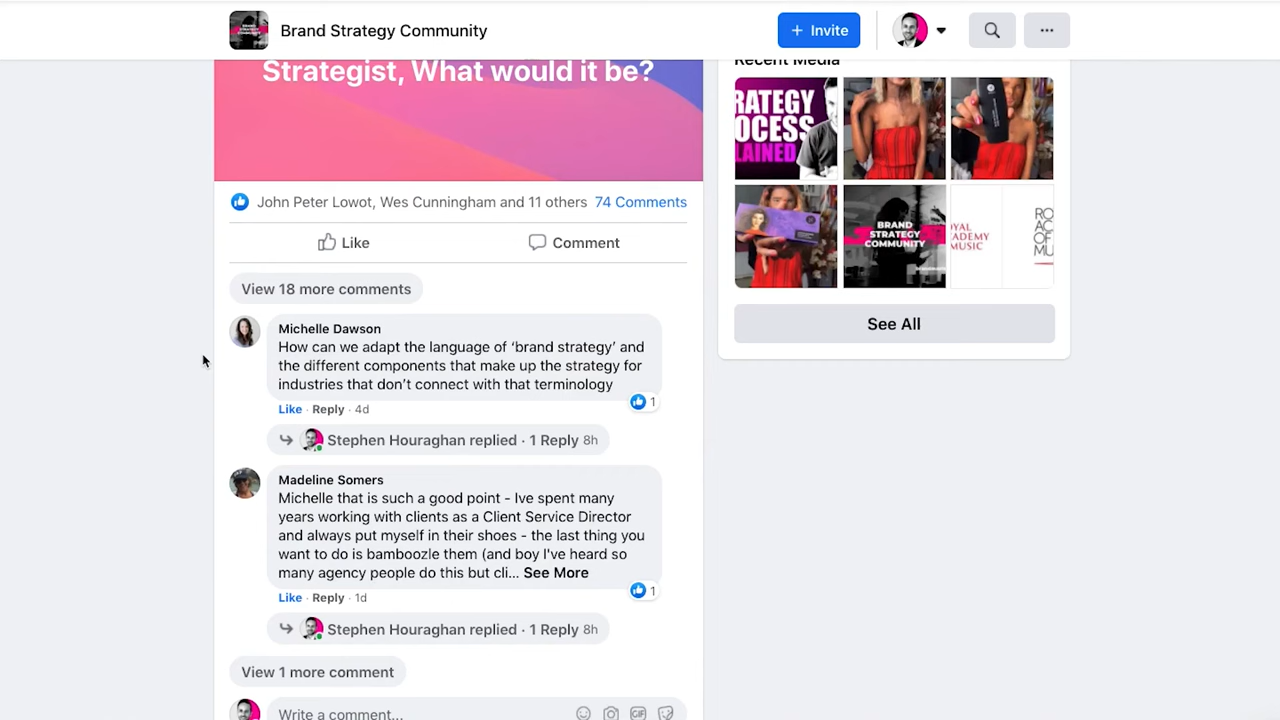 Brand Strategy Community
+ Invite
Strategist, What would it be?
John Peter Lowot, Wes Cunningham and 11 others 74 Comments
Like Comment
View 18 more comments
Michelle Dawson
How can we adapt the language of ‘brand strategy’ and
the different components that make up the strategy for
industries that don’t connect with that terminology
1
Like · Reply · 4d
Stephen Houraghan replied · 1 Reply 8h
Madeline Somers
Michelle that is such a good point - Ive spent many
years working with clients as a Client Service Director
and always put myself in their shoes - the last thing you
want to do is bamboozle them (and boy I've heard so
many agency people do this but cli... See More
1
Like · Reply · 1d
Stephen Houraghan replied · 1 Reply 8h
View 1 more comment
Write a comment...
GIF
Recent Media
RATEGY
OCESS
LAINED
BRAND
STRATEGY
COMMUNITY
OYAL
ADEMY
MUSIC
RO
AC
OF
MU
See All